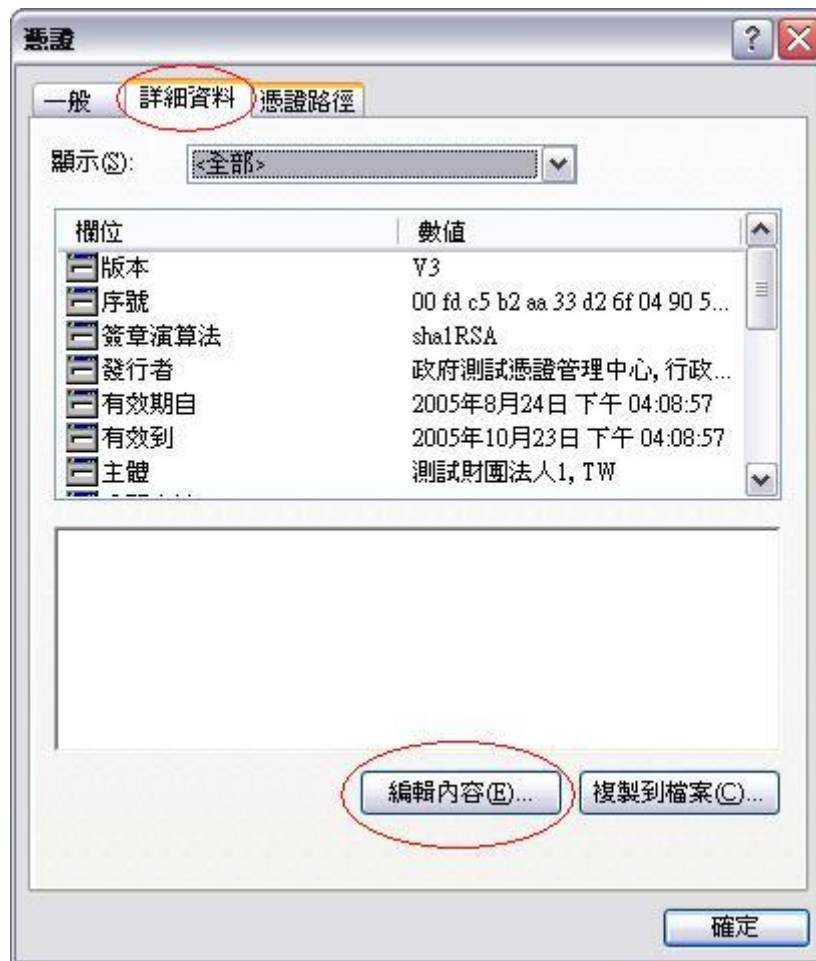 憑證
一般 詳細資料 憑證路徑
顯示(S): <全部>
欄位 數值
版本 V3
序號 00 fd c5 b2 aa 33 d2 6f 04 90 5...
簽章演算法 sha1RSA
發行者 政府測試憑證管理中心, 行政...
有效期自 2005年8月24日 下午 04:08:57
有效到 2005年10月23日 下午 04:08:57
主體 測試財團法人1, TW
編輯內容(E)... 複製到檔案(C)...
確定